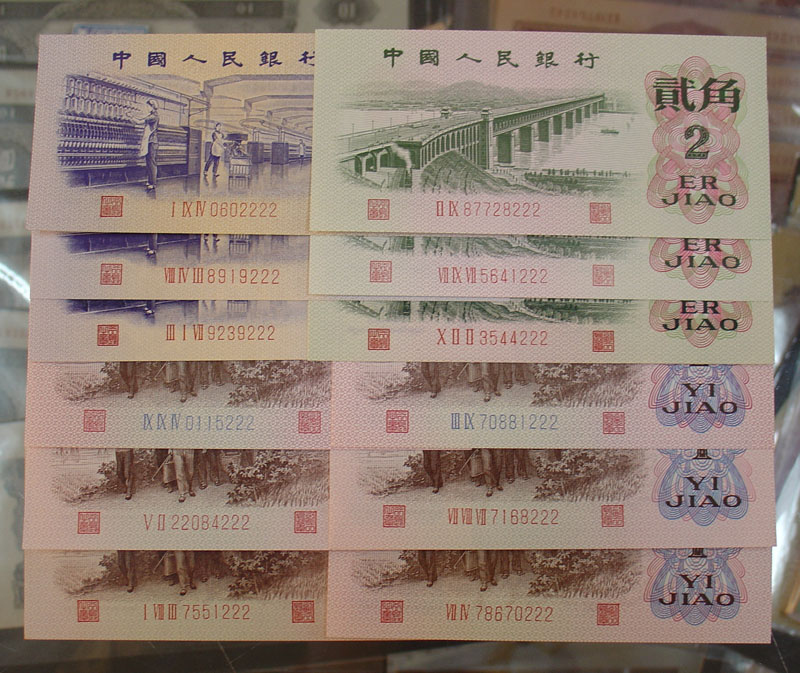 中國人民銀行
I IX IV 0602222
VIII IV III 8919222
III I VII 9239222
IX IX IV 0115222
V II 22084222
I VIII III 7551222
中國人民銀行
貳角
2
ER
JIAO
II IX 87728222
ER
JIAO
VII IX VII 5641222
ER
JIAO
X II II 3544222
YI
JIAO
III IX 70881222
YI
JIAO
VII VIII VII 7168222
YI
JIAO
VII IV 78670222